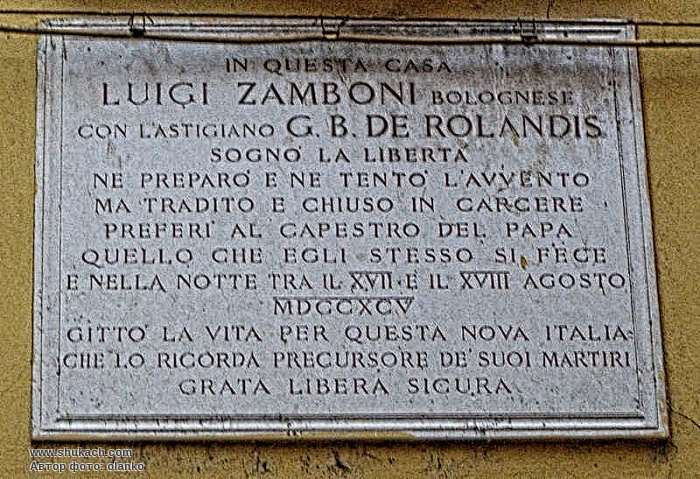 IN QUESTA CASA
LUIGI ZAMBONI BOLOGNESE
CON L'ASTIGIANO G. B. DE ROLANDIS
SOGNO' LA LIBERTA'
NE PREPARO' E NE TENTO' L'AVVENTO
MA TRADITO E CHIUSO IN CARCERE
PREFERI' AL CAPESTRO DEL PAPA
QUELLO CHE EGLI STESSO SI FECE
E NELLA NOTTE TRA IL XVII E IL XVIII AGOSTO
MDCCXCV
GITTO' LA VITA PER QUESTA NOVA ITALIA
CHE LO RICORDA PRECURSORE DE' SUOI MARTIRI
GRATA LIBERA SICURA
www.shukach.com
Автор фото: olanko